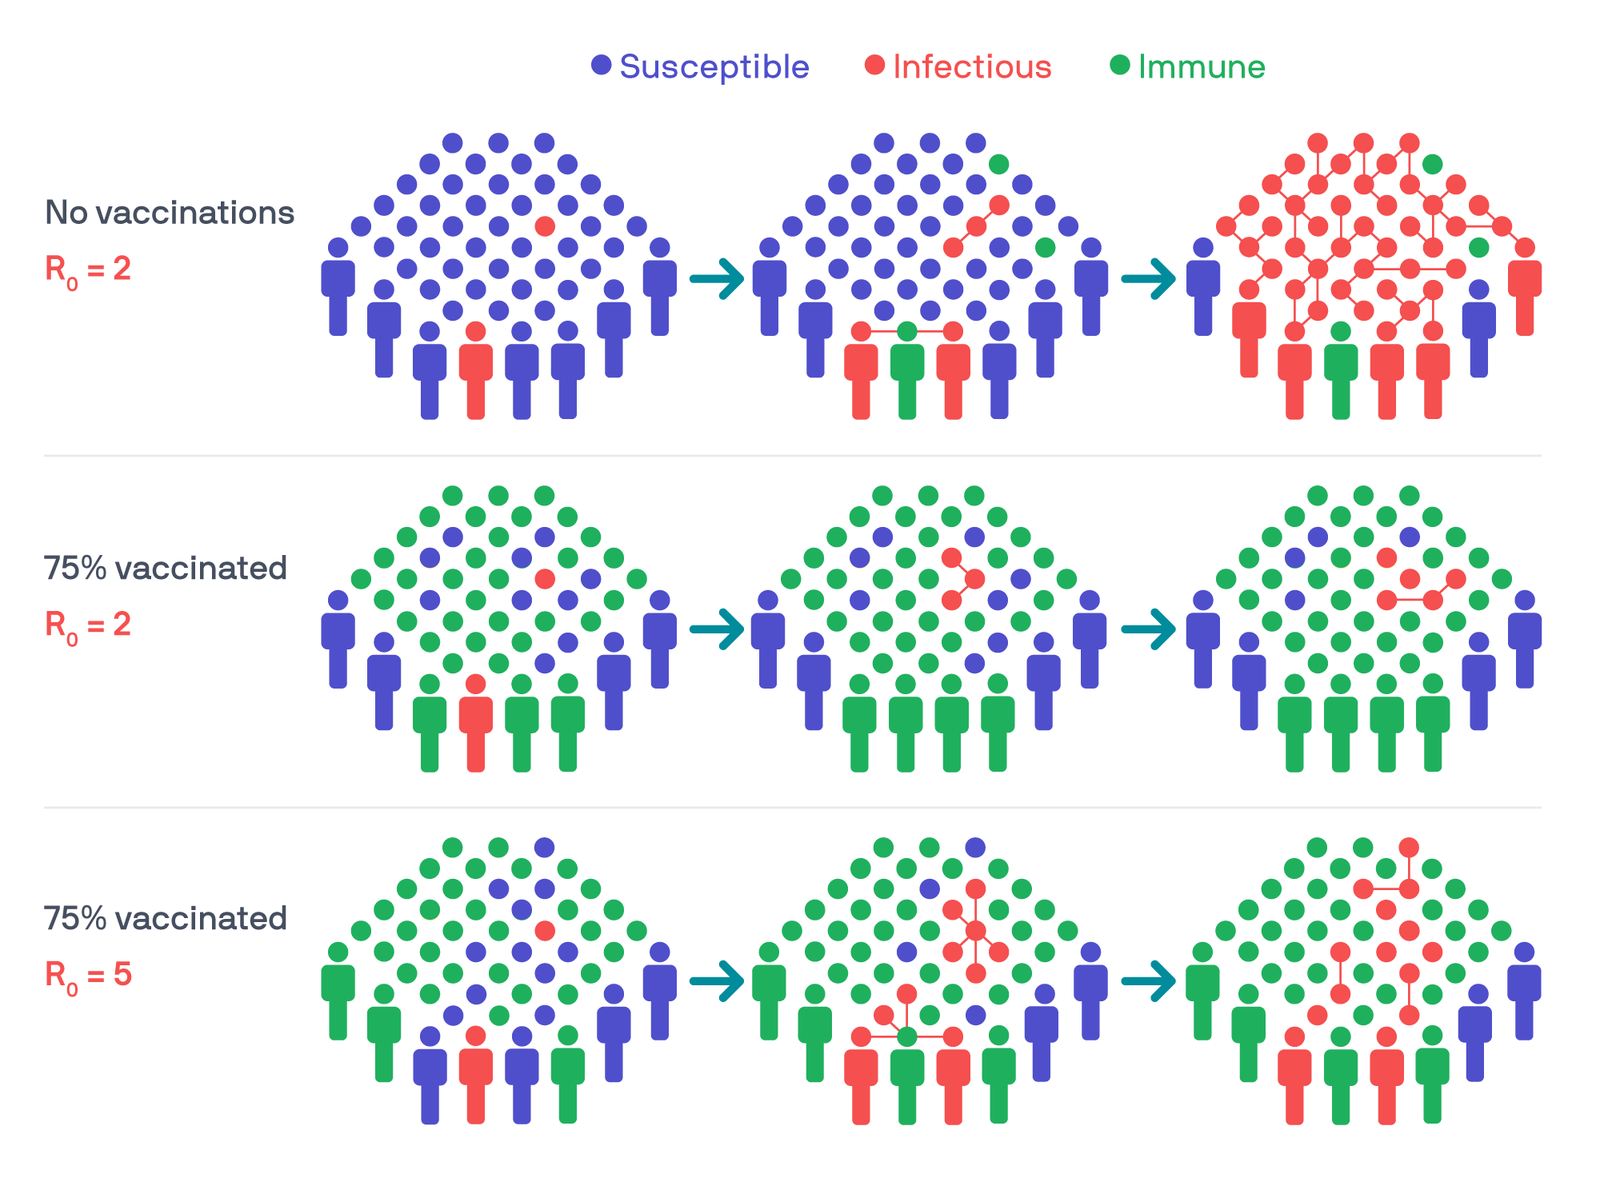 Susceptible Infectious Immune
No vaccinations
R₀ = 2
75% vaccinated
R₀ = 2
75% vaccinated
R₀ = 5